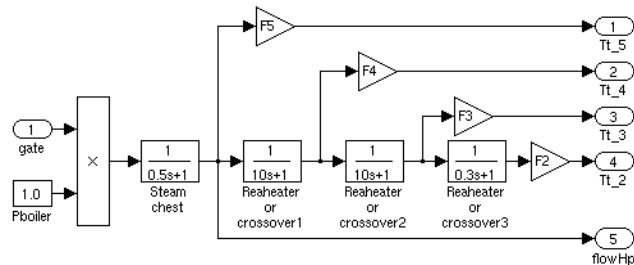 F5
1
Tt_5
F4
2
Tt_4
F3
3
Tt_3
1
gate
×
1
0.5s+1
Steam
chest
1
10s+1
Reaheater
or
crossover1
1
10s+1
Reaheater
or
crossover2
1
0.3s+1
Reaheater
or
crossover3
F2
4
Tt_2
1.0
Pboiler
5
flowHp